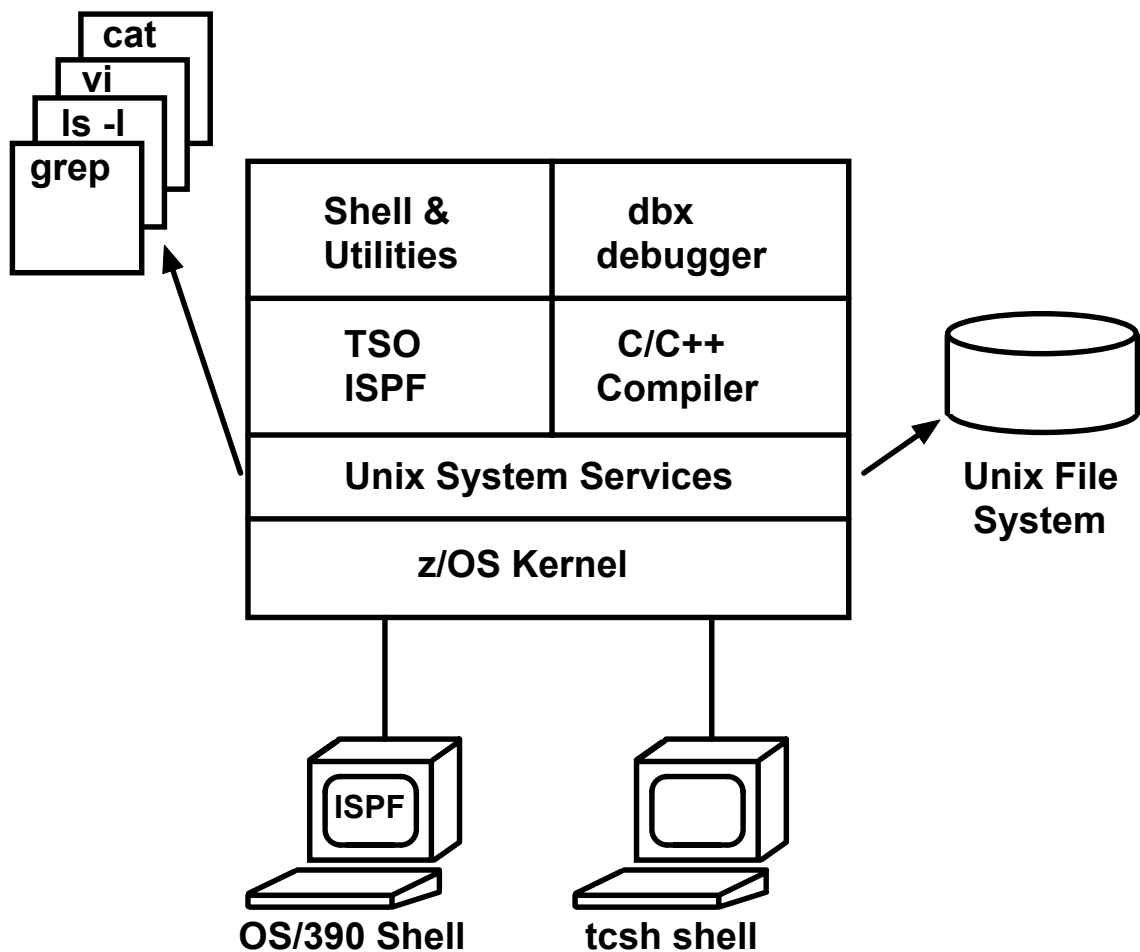 cat
vi
ls -l
grep
Shell &
Utilities
dbx
debugger
TSO
ISPF
C/C++
Compiler
Unix System Services
z/OS Kernel
Unix File
System
ISPF
OS/390 Shell
tcsh shell